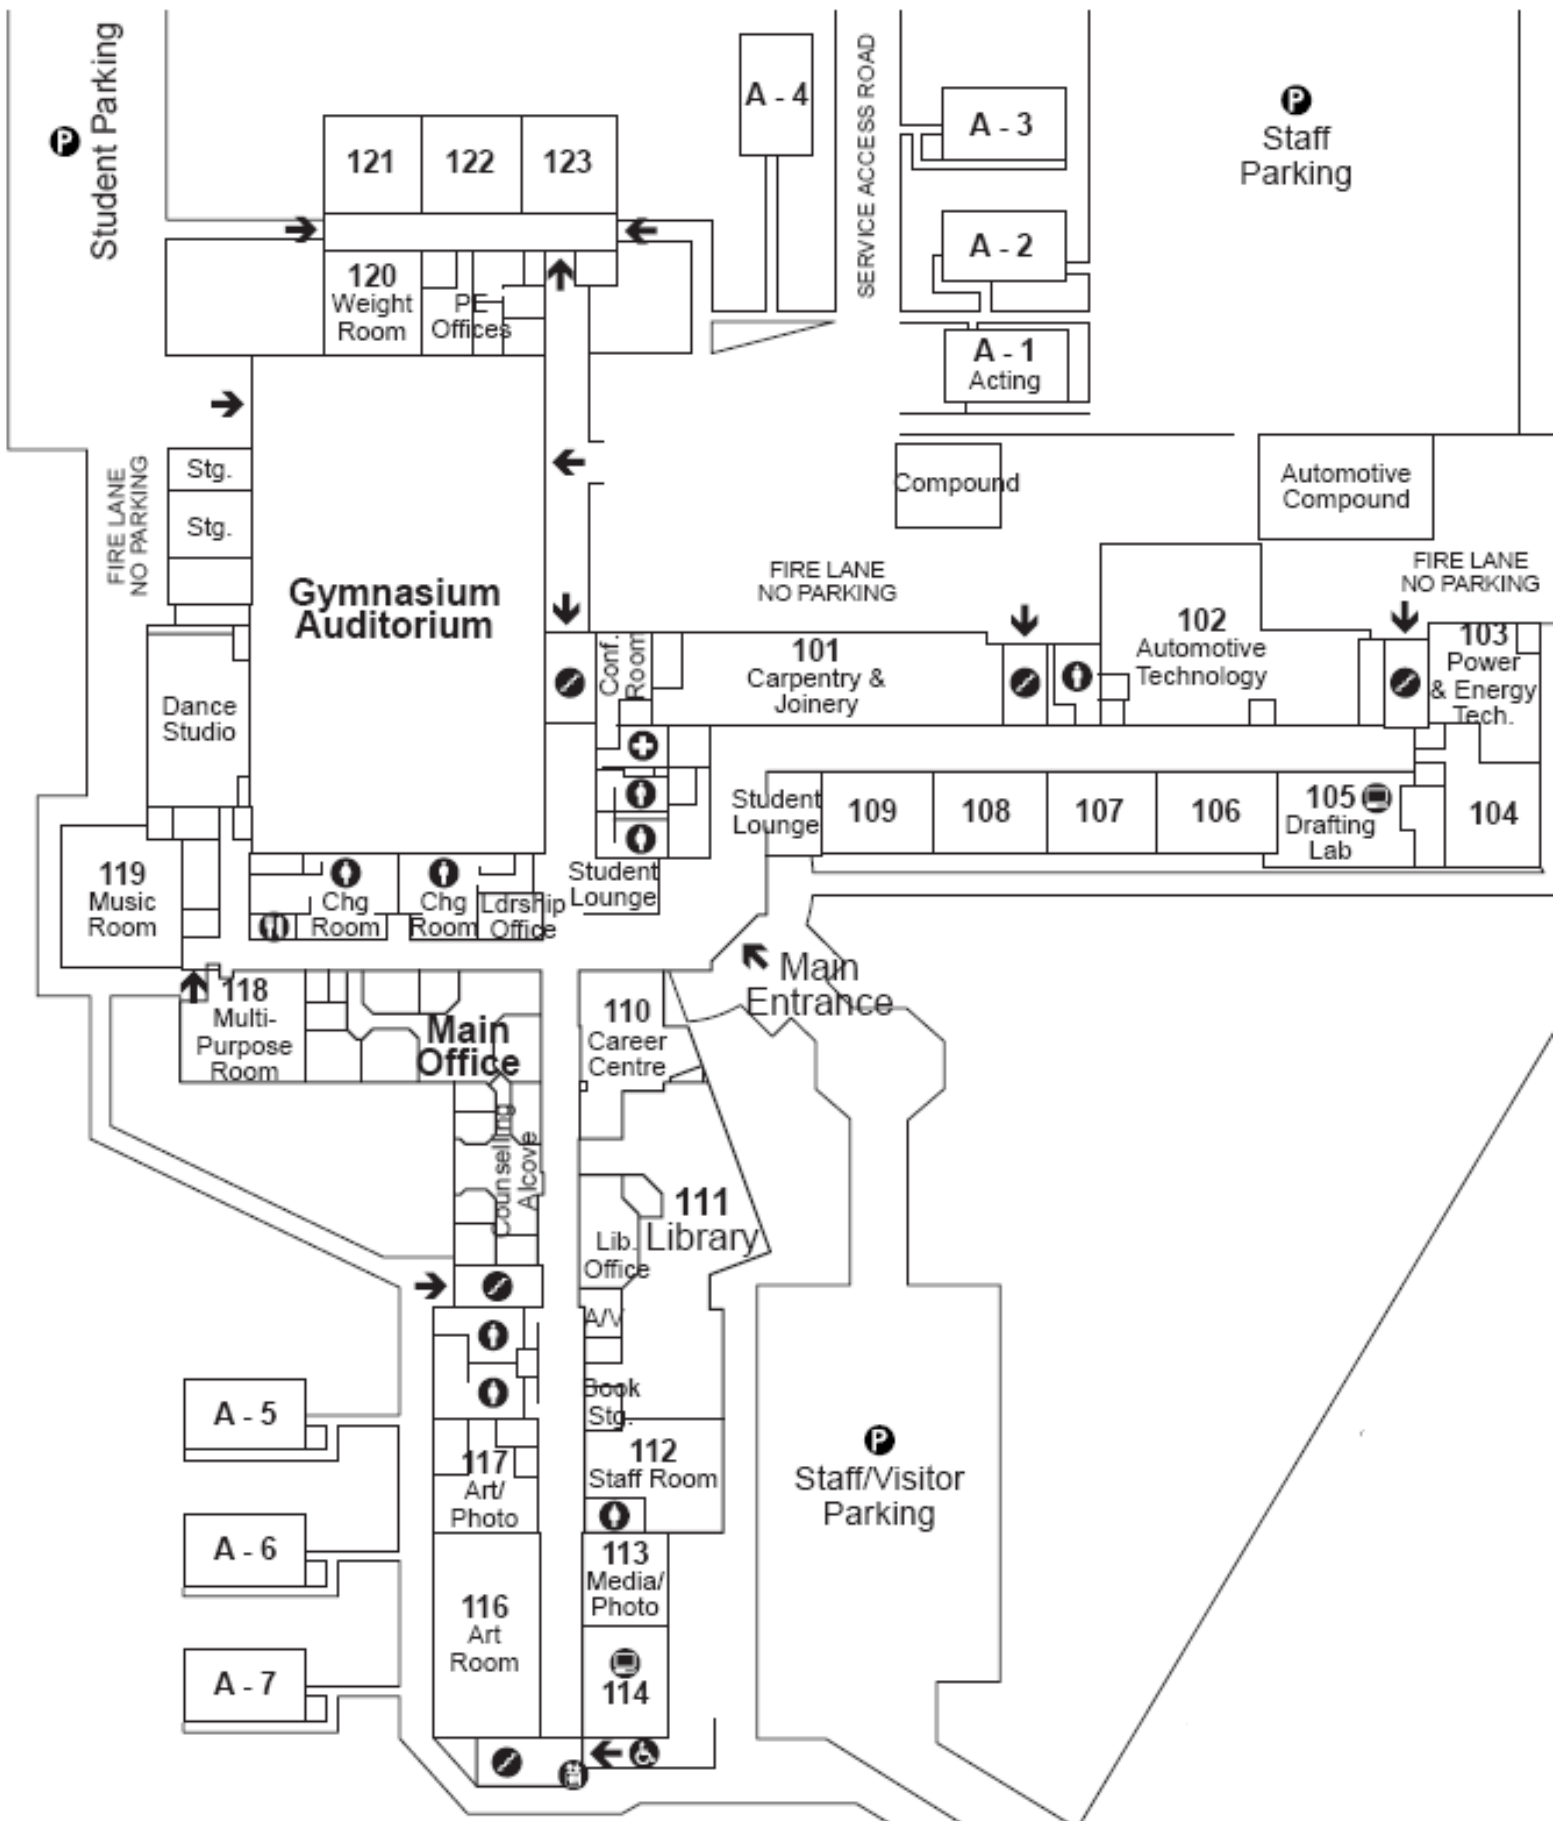 Student Parking
P
A - 4
SERVICE ACCESS ROAD
A - 3
P
Staff
Parking
121
122
123
A - 2
120
Weight
Room
PE
Offices
A - 1
Acting
Stg.
Stg.
FIRE LANE
NO PARKING
Compound
Automotive
Compound
Gymnasium
Auditorium
FIRE LANE
NO PARKING
FIRE LANE
NO PARKING
Conf.
Room
101
Carpentry &
Joinery
102
Automotive
Technology
103
Power
& Energy
Tech.
Dance
Studio
Student
Lounge
109
108
107
106
105
Drafting
Lab
104
119
Music
Room
Chg
Room
Chg
Room
Ldrship
Office
Student
Lounge
Main
Entrance
118
Multi-
Purpose
Room
Main
Office
110
Career
Centre
Counselling
Alcove
111
Library
Lib.
Office
A/V
Book
Stg.
A - 5
117
Art/
Photo
112
Staff Room
P
Staff/Visitor
Parking
A - 6
113
Media/
Photo
116
Art
Room
A - 7
114